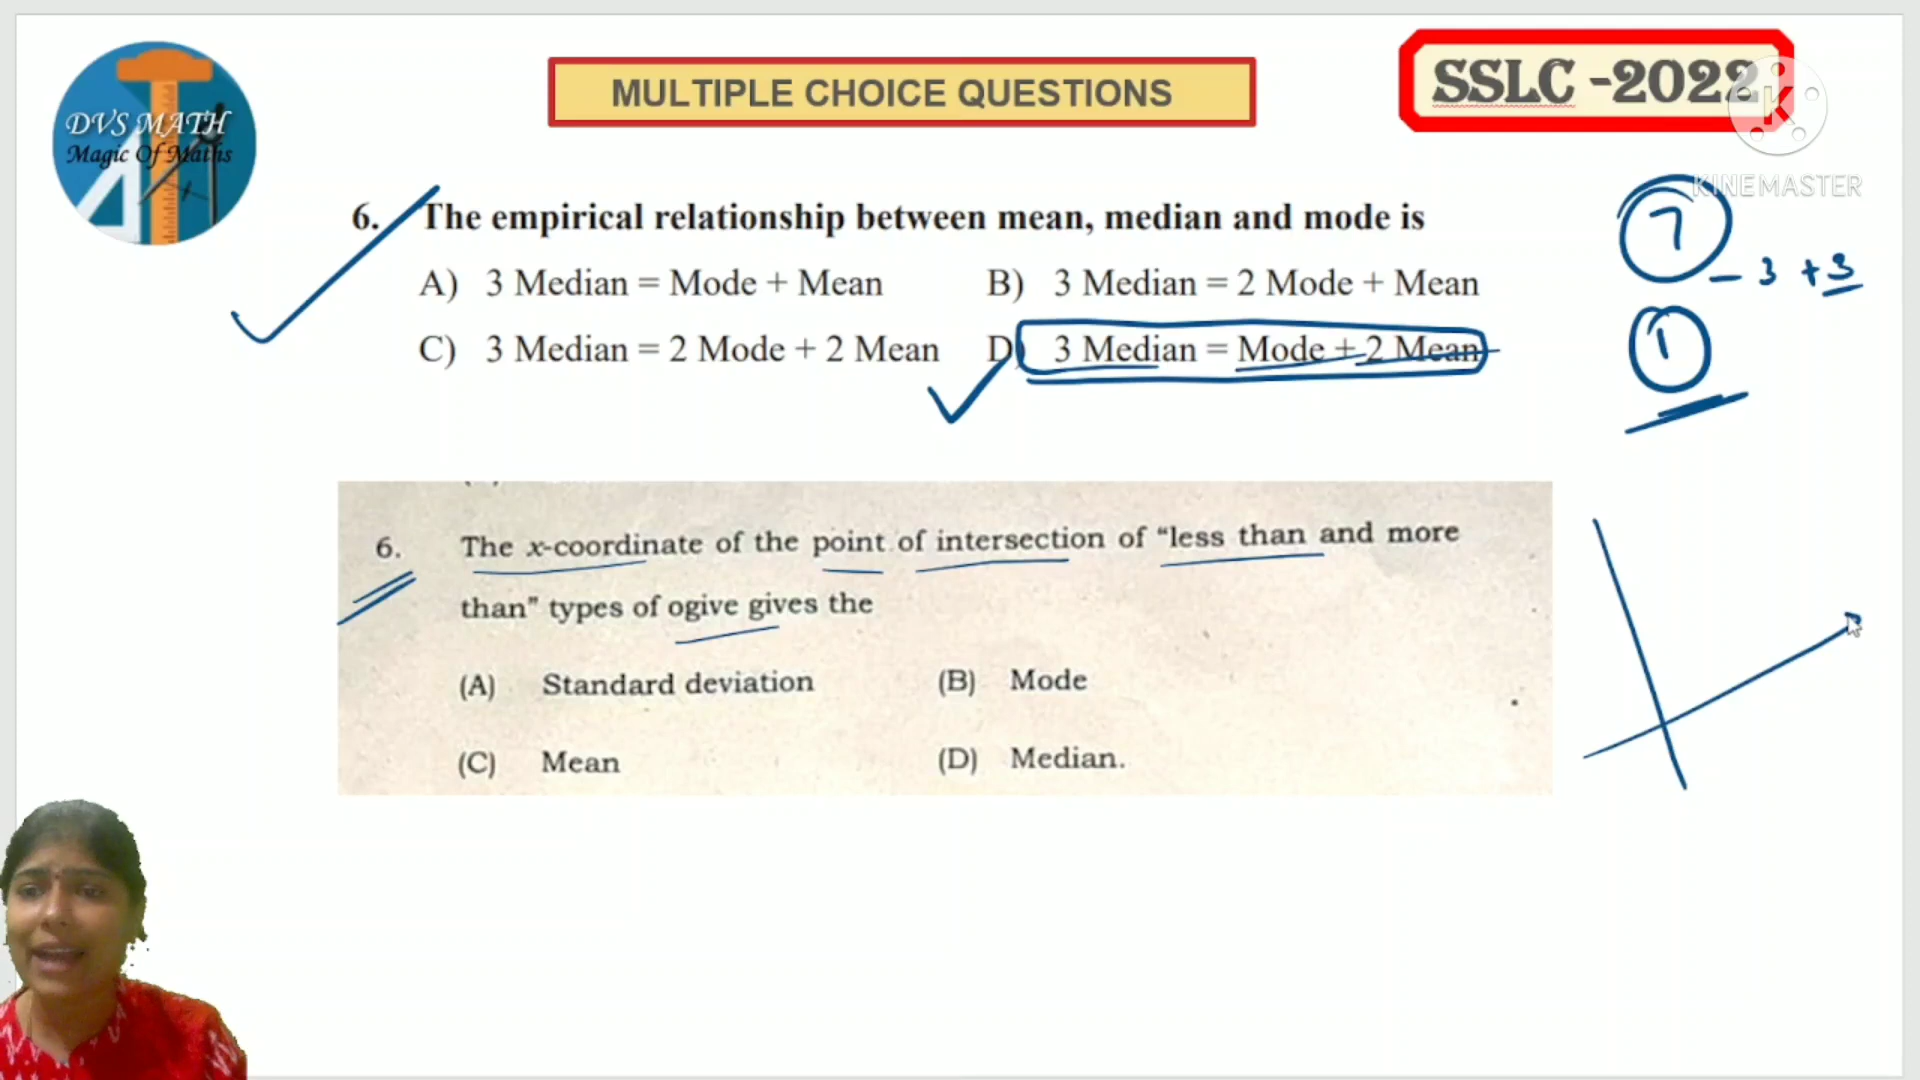 DVS MATH
Magic Of Maths
MULTIPLE CHOICE QUESTIONS
SSLC -2022
KINEMASTER
6. The empirical relationship between mean, median and mode is
A) 3 Median = Mode + Mean B) 3 Median = 2 Mode + Mean
C) 3 Median = 2 Mode + 2 Mean D) 3 Median = Mode + 2 Mean
7
- 3 + 3
1
6. The x-coordinate of the point of intersection of “less than and more
than” types of ogive gives the
(A) Standard deviation (B) Mode
(C) Mean (D) Median.